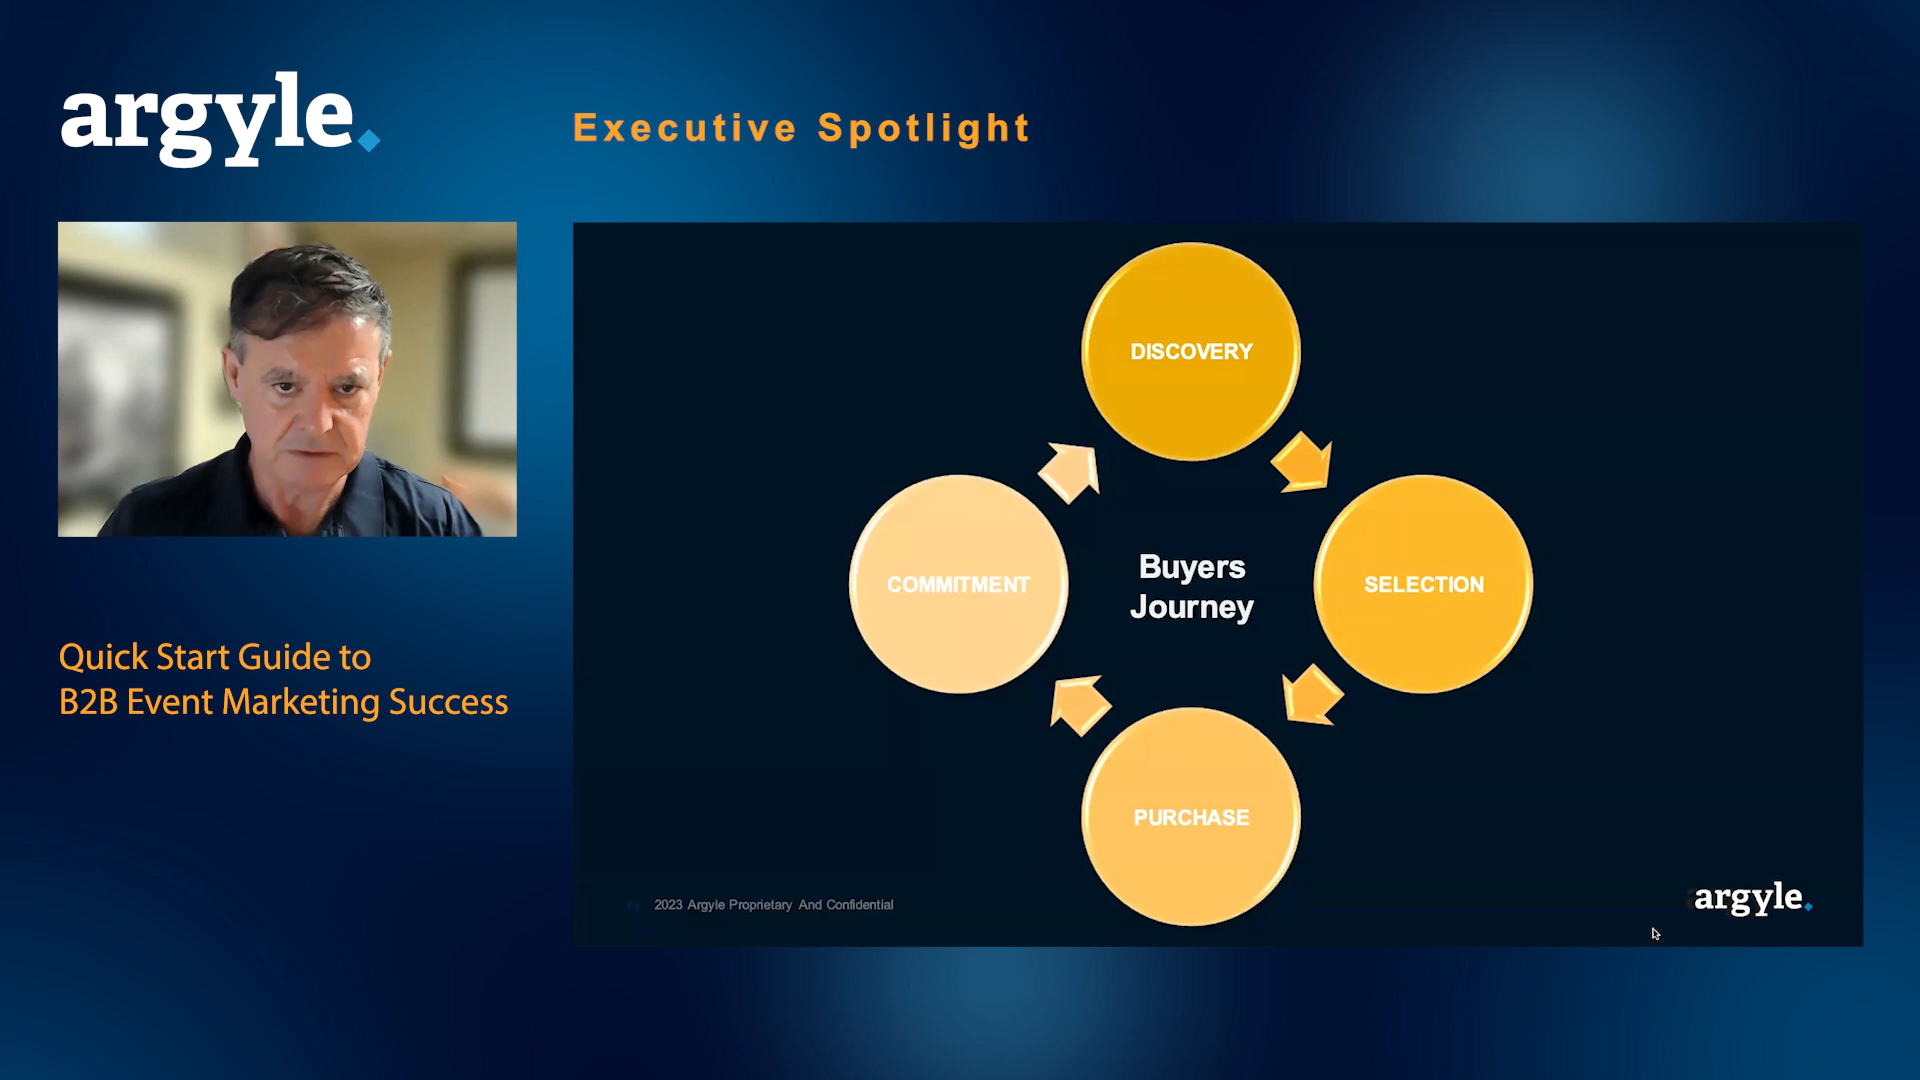 argyle.
Executive Spotlight
Quick Start Guide to
B2B Event Marketing Success
DISCOVERY
COMMITMENT
Buyers
Journey
SELECTION
PURCHASE
2023 Argyle Proprietary And Confidential
argyle.